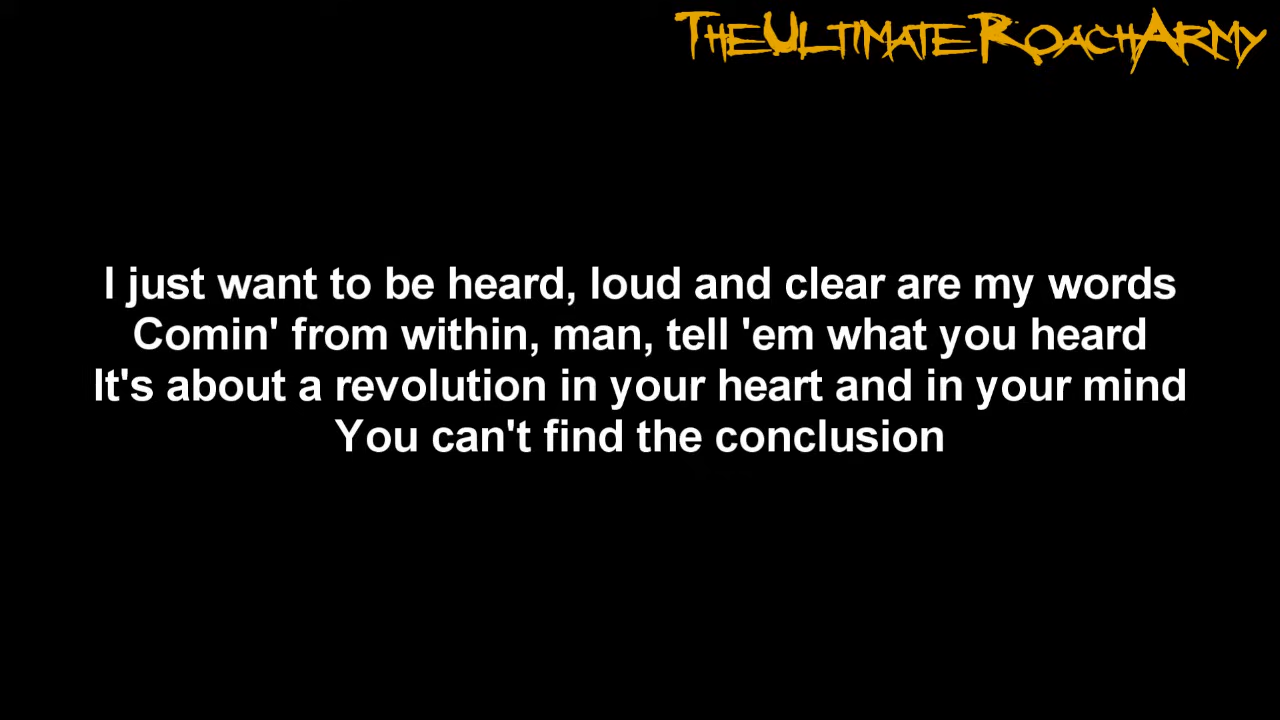 TheUltimateRoachArmy
I just want to be heard, loud and clear are my words
Comin' from within, man, tell 'em what you heard
It's about a revolution in your heart and in your mind
You can't find the conclusion